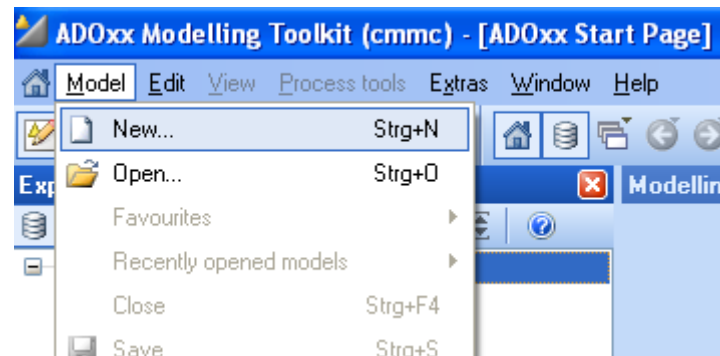 ADOxx Modelling Toolkit (cmmc) - [ADOxx Start Page]
Model Edit View Process tools Extras Window Help
New... Strg+N
Open... Strg+O
Favourites
Recently opened models
Close Strg+F4
Save Strg+S